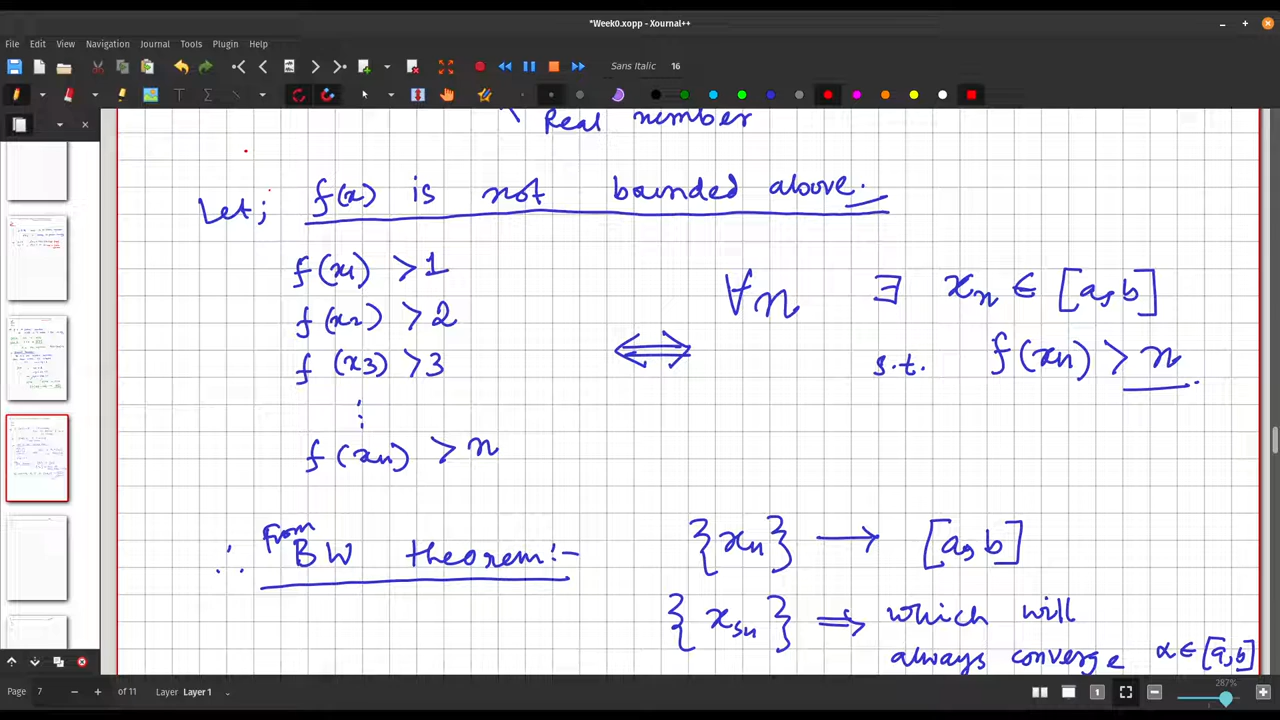 *Week0.xopp - Xournal++
File Edit View Navigation Journal Tools Plugin Help
Sans Italic 16
Real number
Let; f(x) is not bounded above.
f(x1) > 1
f(x2) > 2
f(x3) > 3
⋮
f(xn) > n
⟺
∀n ∃ xn ∈ [a, b]
s.t. f(xn) > n
∴ From BW theorem:-
{xn} → [a, b]
{xsn} ⇒ which will
always converge α ∈ [a, b]
Page 7 of 11 Layer Layer 1
287%